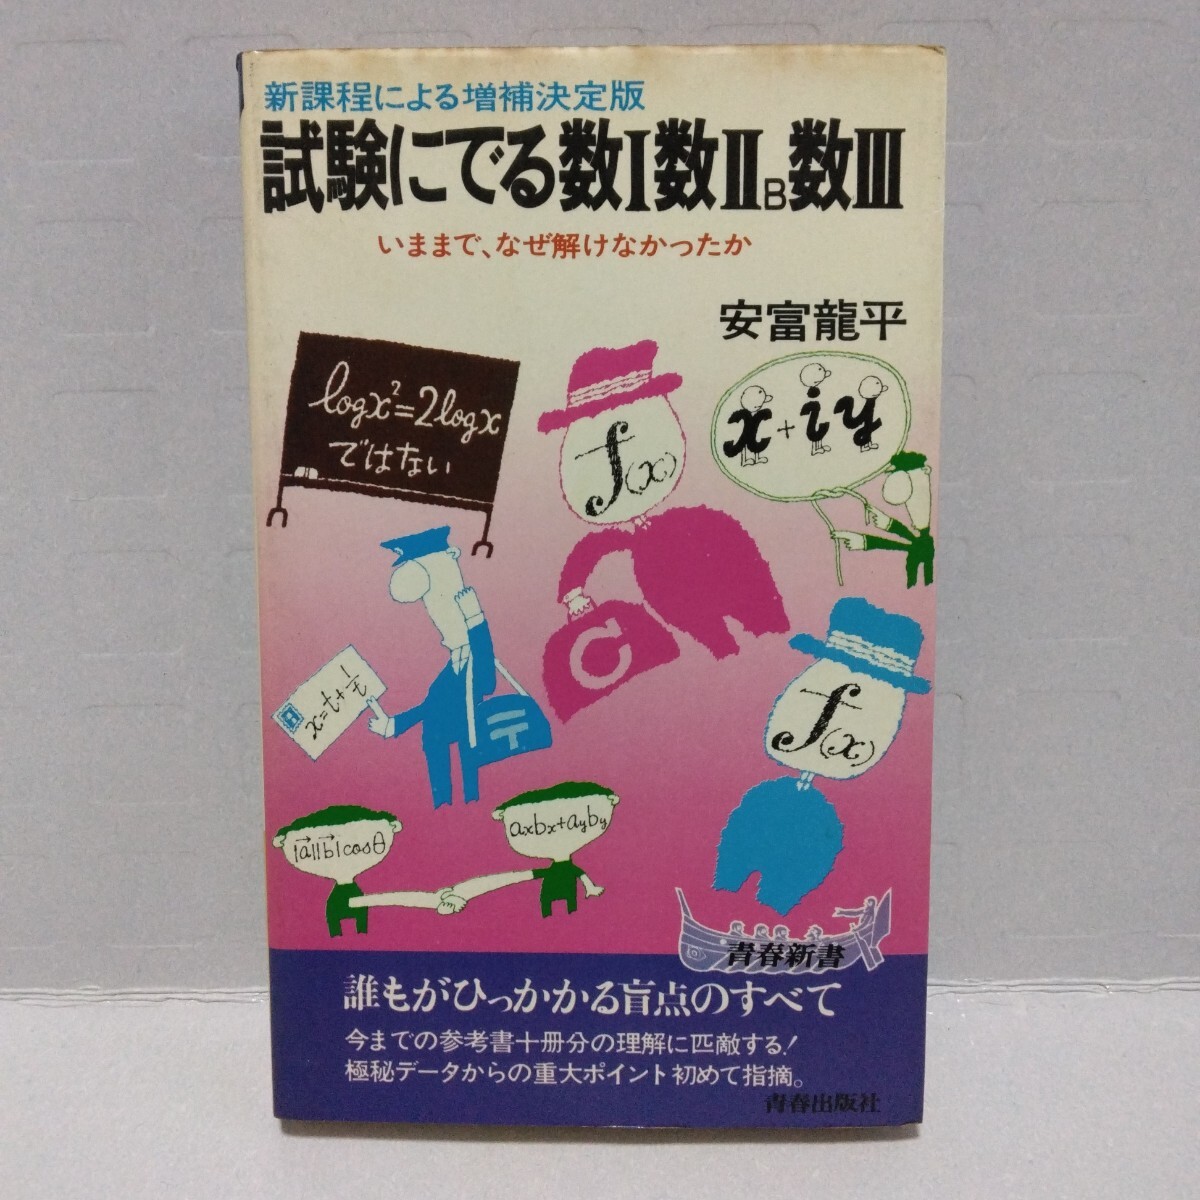 新課程による増補決定版
試験にでる数Ⅰ数ⅡB数Ⅲ
いままで、なぜ解けなかったか
安富龍平
logx²=2logx
ではない
f(x)
x+iy
x=t+1/t
〒
f(x)
|a⃗||b⃗|cosθ
axbx+ayby
青春新書
誰もがひっかかる盲点のすべて
今までの参考書十冊分の理解に匹敵する!
極秘データからの重大ポイント初めて指摘。
青春出版社